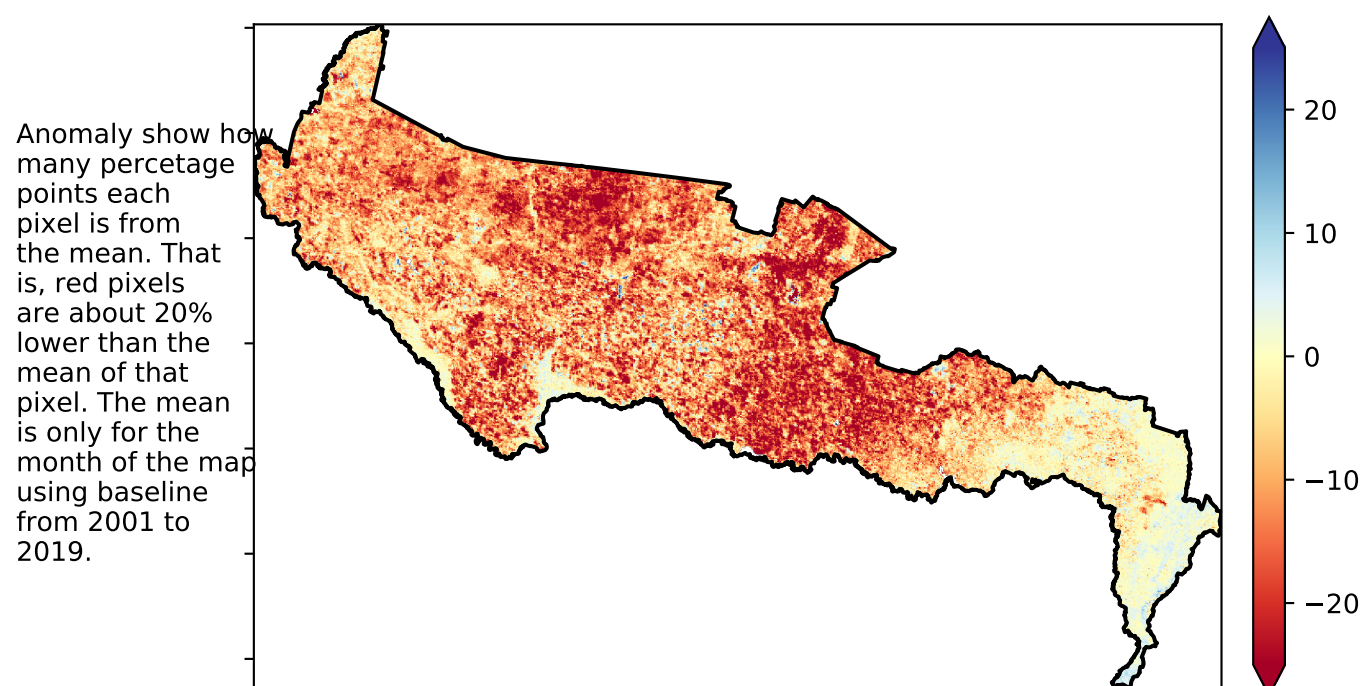 Anomaly show how
many percetage
points each
pixel is from
the mean. That
is, red pixels
are about 20%
lower than the
mean of that
pixel. The mean
is only for the
month of the map
using baseline
from 2001 to
2019.
20
10
0
−10
−20